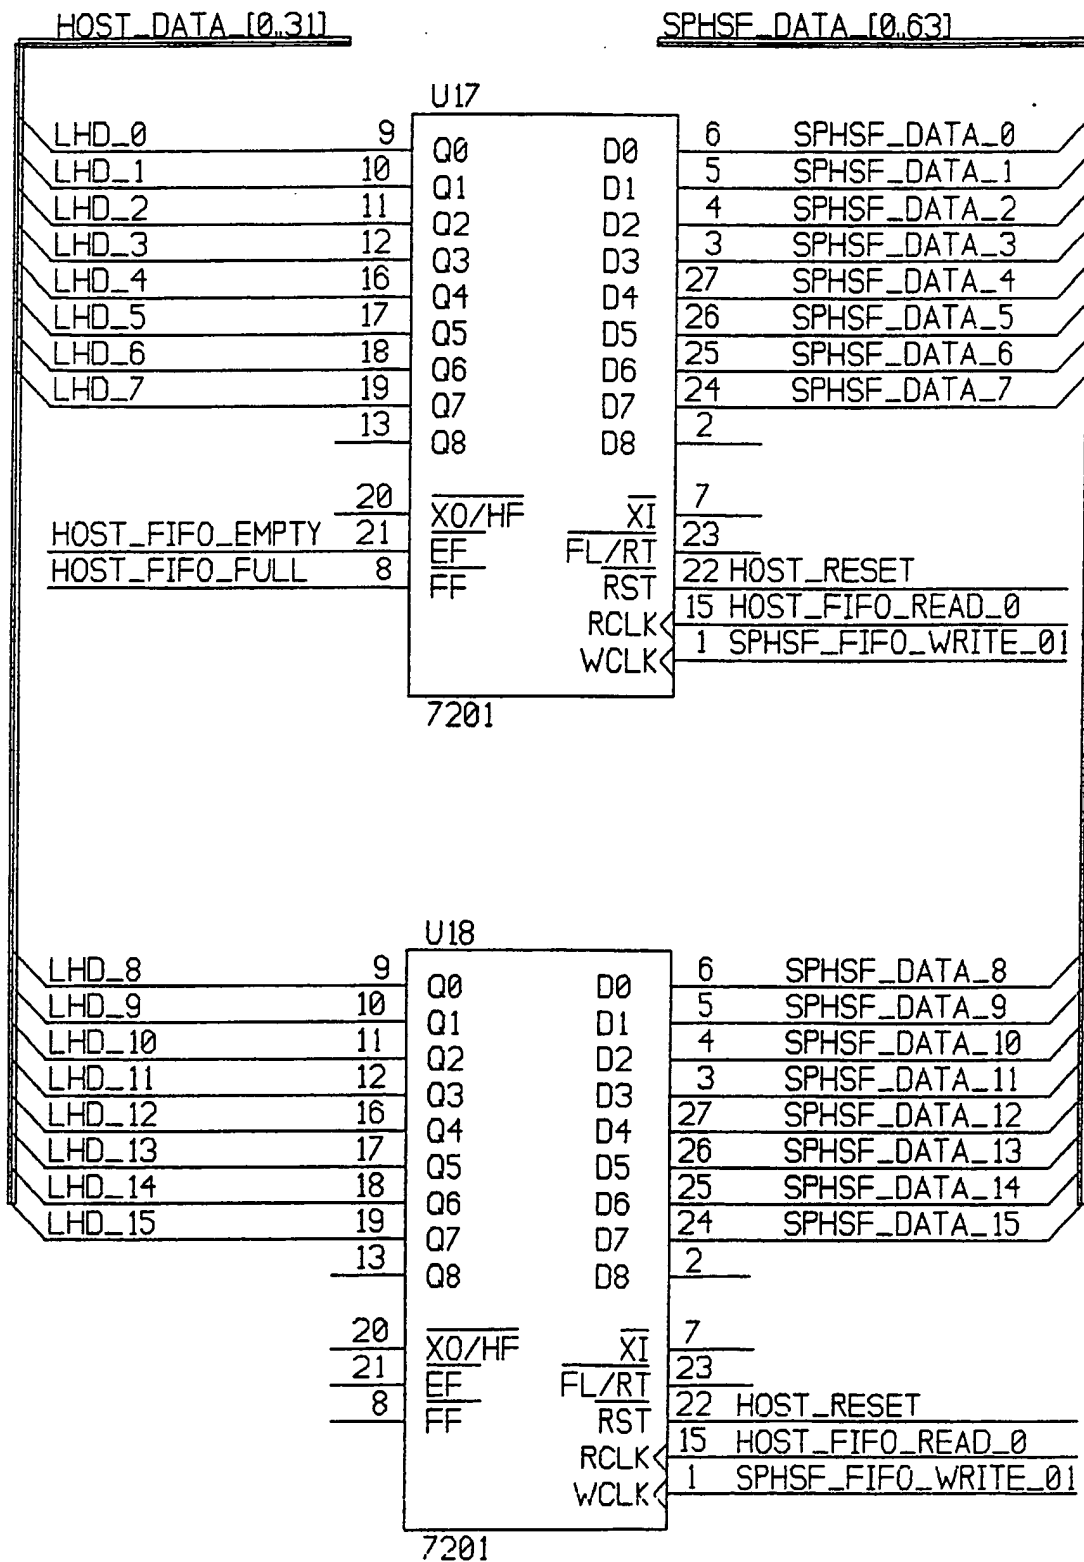 HOST_DATA_[0..31] SPHSF_DATA_[0..63]
U17
LHD_0 9 Q0 D0 6 SPHSF_DATA_0
LHD_1 10 Q1 D1 5 SPHSF_DATA_1
LHD_2 11 Q2 D2 4 SPHSF_DATA_2
LHD_3 12 Q3 D3 3 SPHSF_DATA_3
LHD_4 16 Q4 D4 27 SPHSF_DATA_4
LHD_5 17 Q5 D5 26 SPHSF_DATA_5
LHD_6 18 Q6 D6 25 SPHSF_DATA_6
LHD_7 19 Q7 D7 24 SPHSF_DATA_7
13 Q8 D8 2
20 XO/HF XI 7
HOST_FIFO_EMPTY 21 EF FL/RT 23
HOST_FIFO_FULL 8 FF RST 22 HOST_RESET
RCLK 15 HOST_FIFO_READ_0
WCLK 1 SPHSF_FIFO_WRITE_01
7201
U18
LHD_8 9 Q0 D0 6 SPHSF_DATA_8
LHD_9 10 Q1 D1 5 SPHSF_DATA_9
LHD_10 11 Q2 D2 4 SPHSF_DATA_10
LHD_11 12 Q3 D3 3 SPHSF_DATA_11
LHD_12 16 Q4 D4 27 SPHSF_DATA_12
LHD_13 17 Q5 D5 26 SPHSF_DATA_13
LHD_14 18 Q6 D6 25 SPHSF_DATA_14
LHD_15 19 Q7 D7 24 SPHSF_DATA_15
13 Q8 D8 2
20 XO/HF XI 7
21 EF FL/RT 23
8 FF RST 22 HOST_RESET
RCLK 15 HOST_FIFO_READ_0
WCLK 1 SPHSF_FIFO_WRITE_01
7201